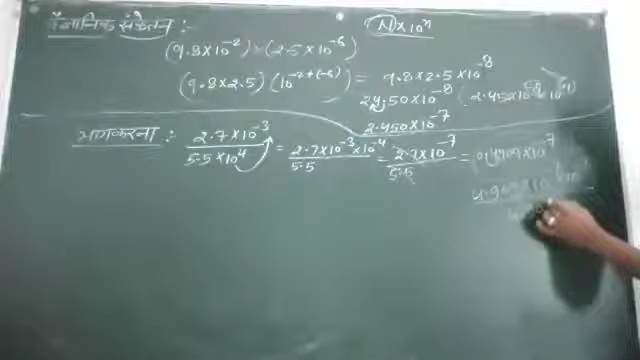 वैज्ञानिक संकेतन :- N×10ⁿ
(9.8×10⁻²)×(2.5×10⁻⁶)
(9.8×2.5)(10⁻²⁺⁽⁻⁶⁾) = 9.8×2.5×10⁻⁸
24.50×10⁻⁸
2.450×10⁻⁷
भागकरना :- 2.7×10⁻³/5.5×10⁴ = 2.7×10⁻³×10⁻⁴/5.5 = 2.7×10⁻⁷/5.5 = 0.4909×10⁻⁷